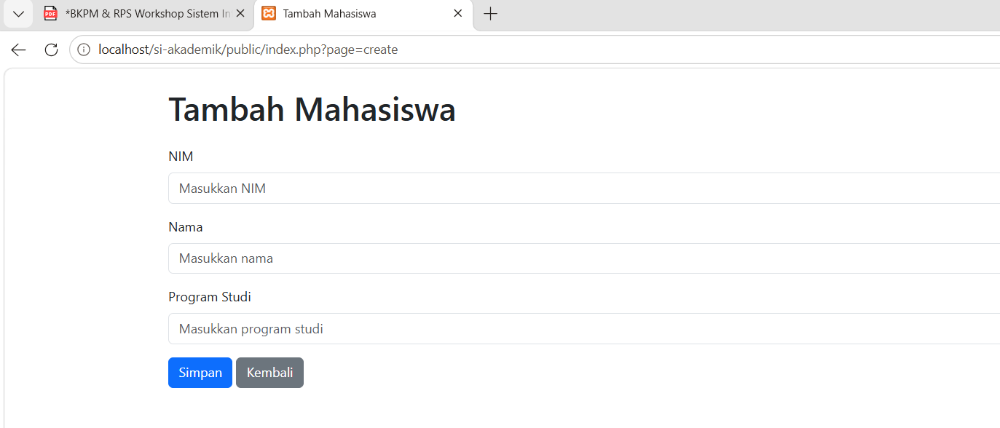 *BKPM & RPS Workshop Sistem In
Tambah Mahasiswa
localhost/si-akademik/public/index.php?page=create
Tambah Mahasiswa
NIM
Masukkan NIM
Nama
Masukkan nama
Program Studi
Masukkan program studi
Simpan Kembali